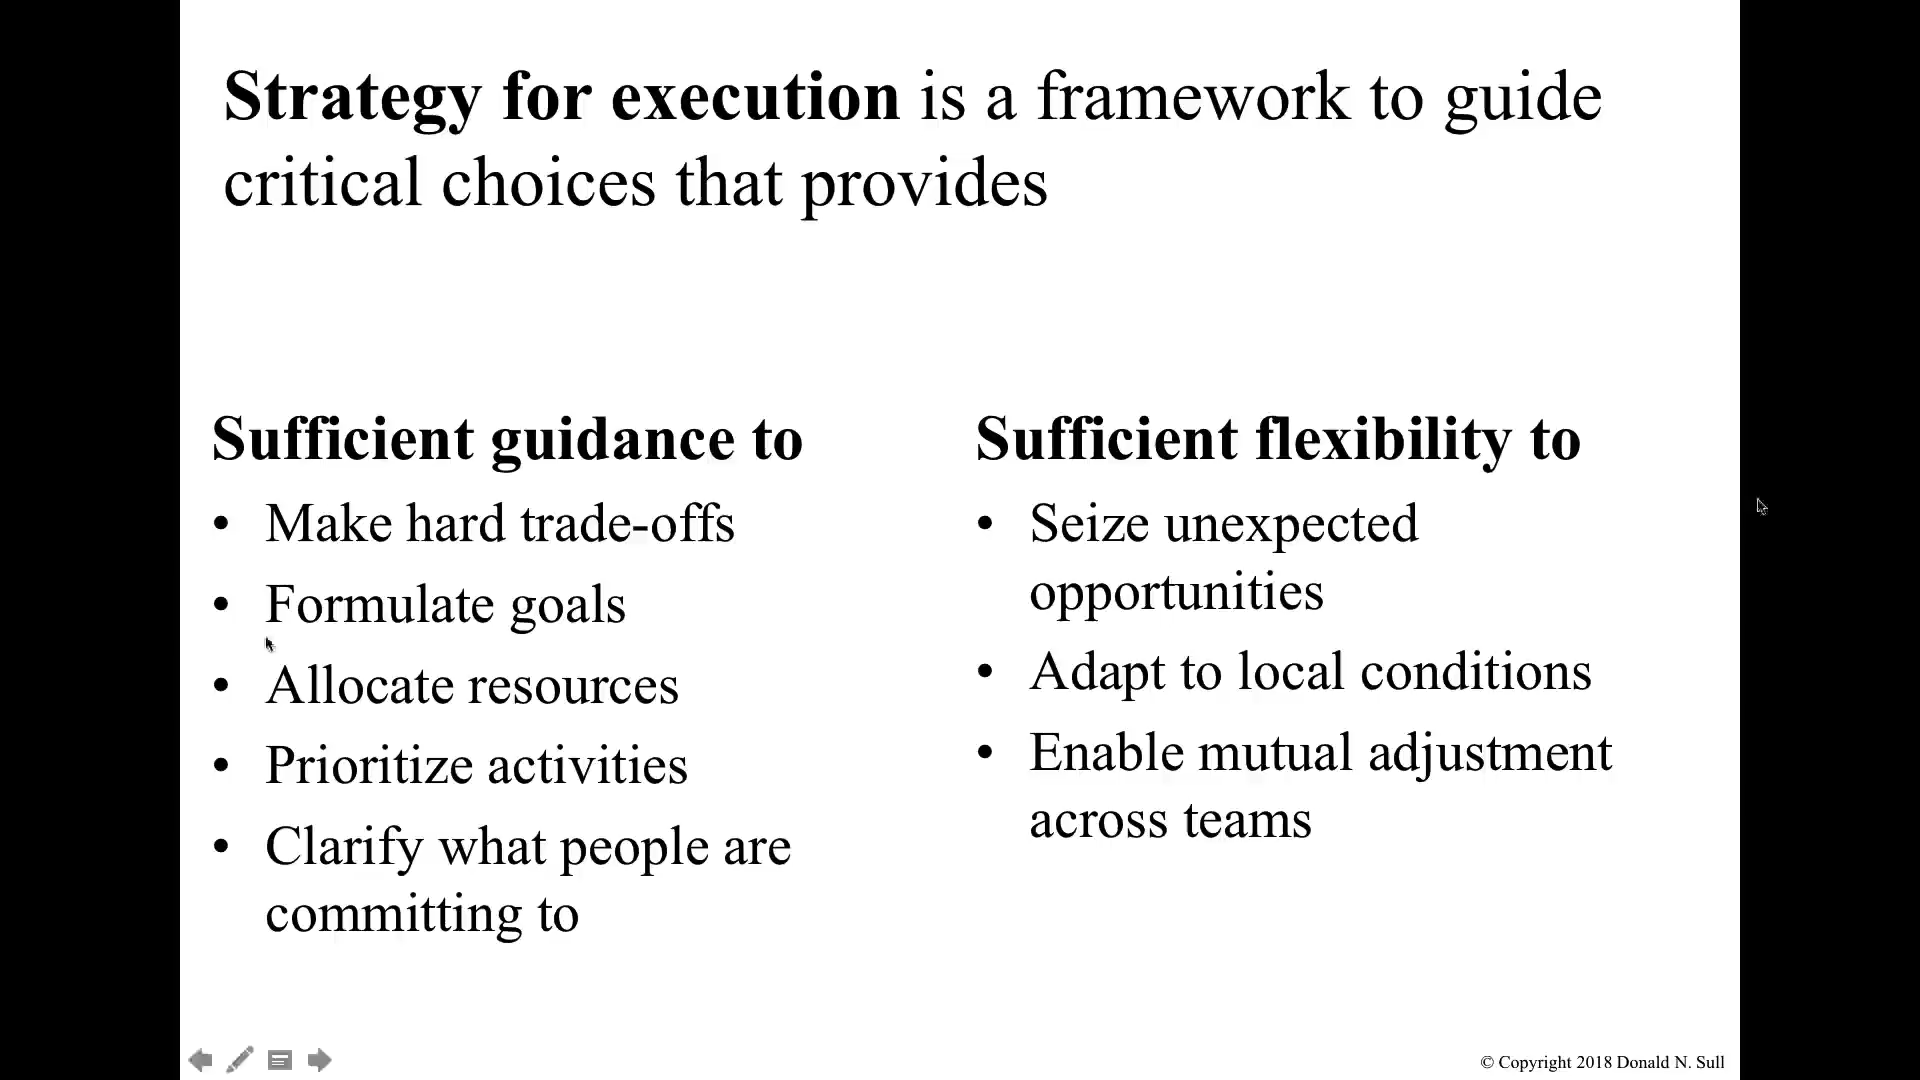 Strategy for execution is a framework to guide
critical choices that provides
Sufficient guidance to
• Make hard trade-offs
• Formulate goals
• Allocate resources
• Prioritize activities
• Clarify what people are
committing to
Sufficient flexibility to
• Seize unexpected
opportunities
• Adapt to local conditions
• Enable mutual adjustment
across teams
© Copyright 2018 Donald N. Sull